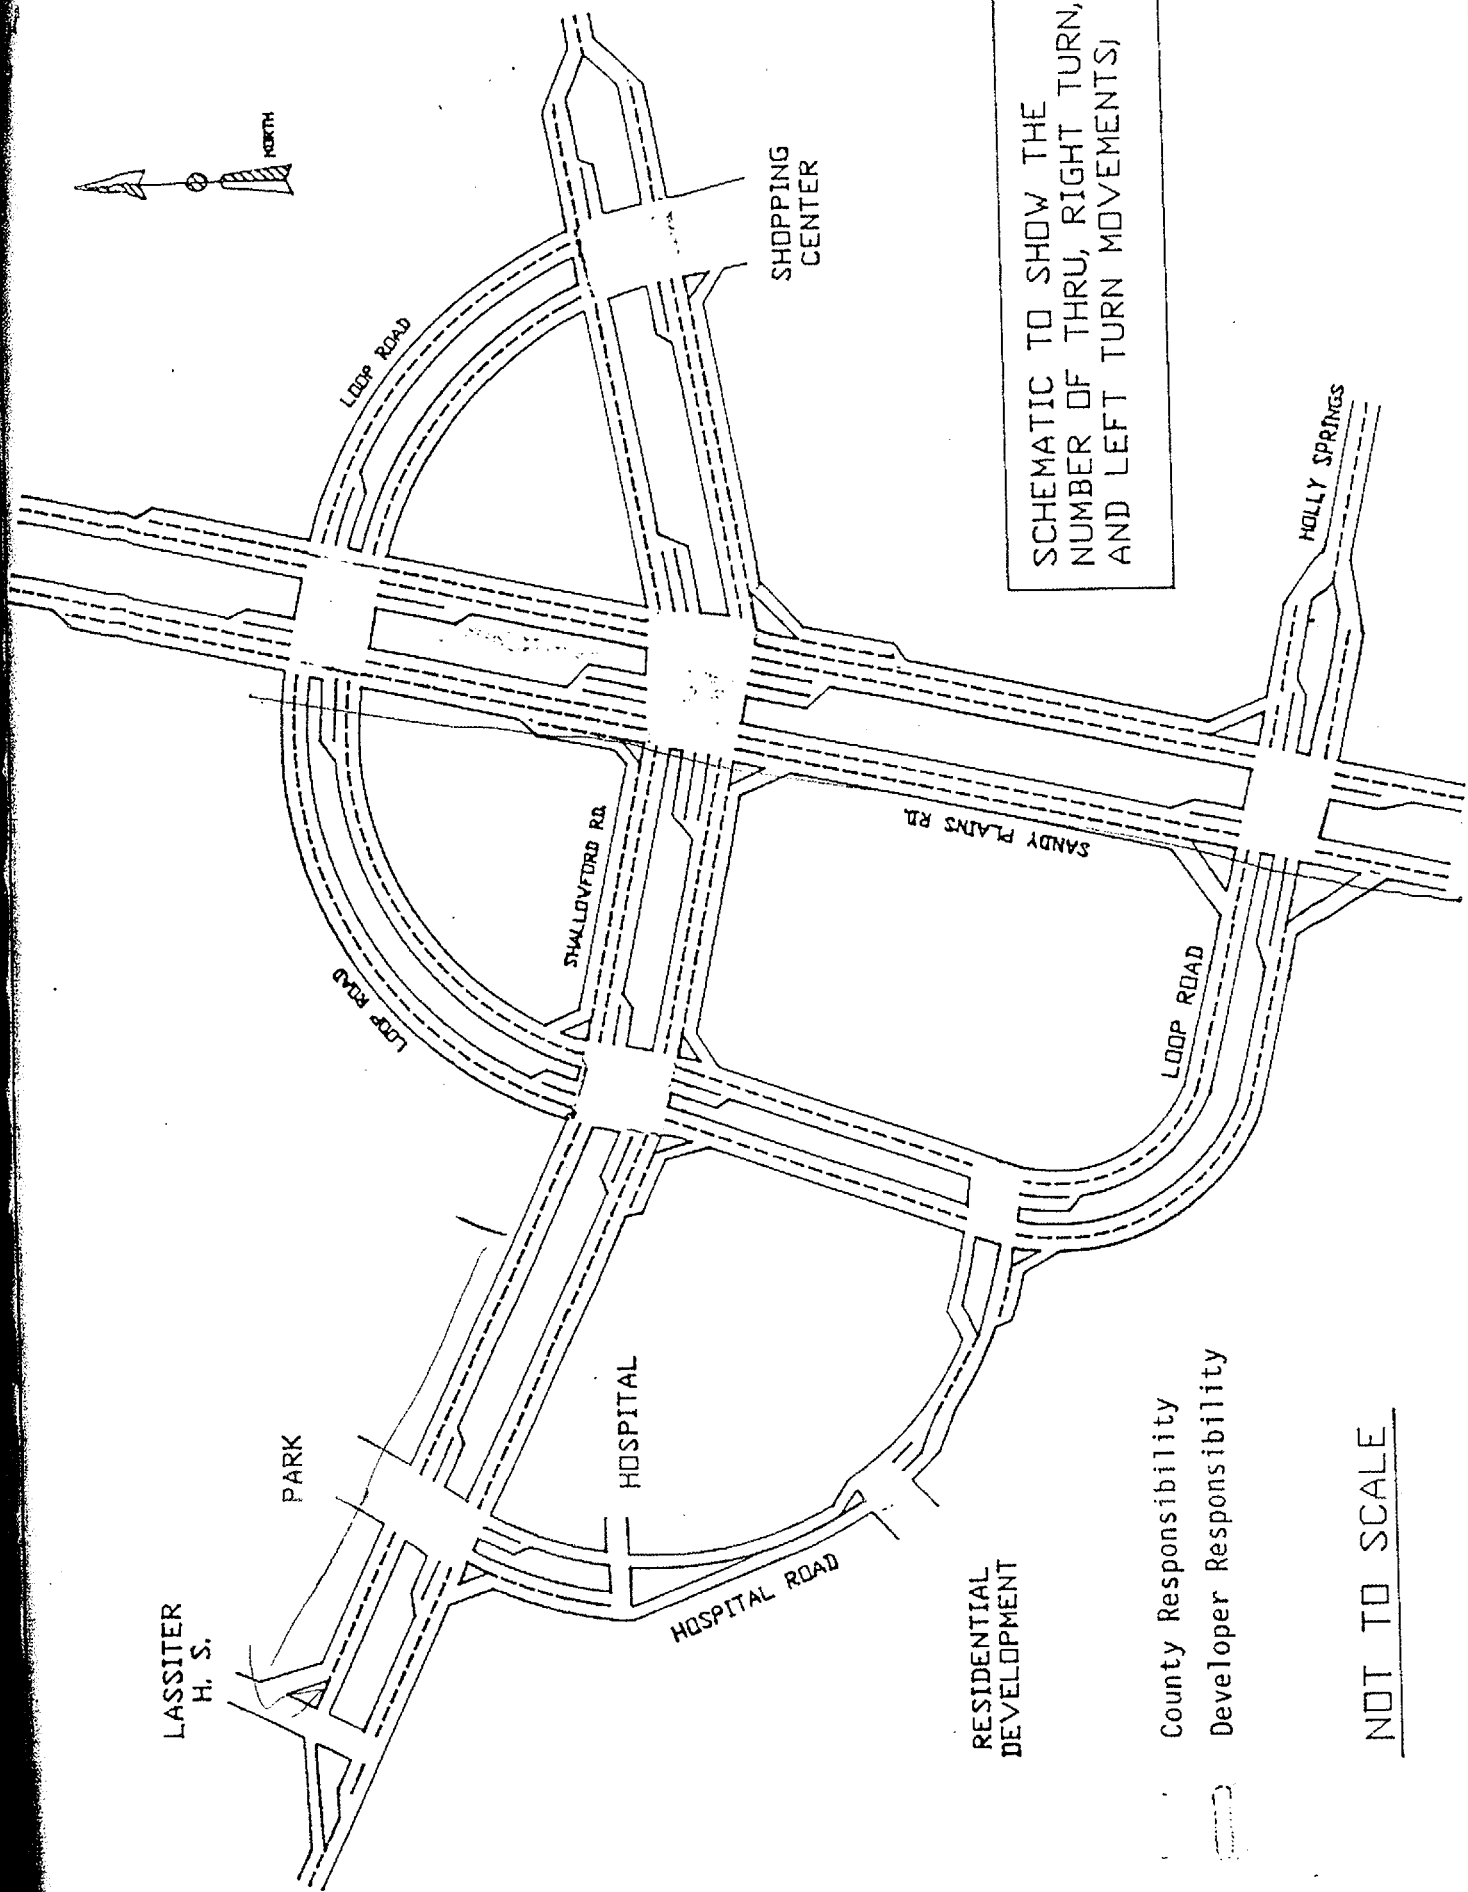 NORTH
LOOP ROAD
SHOPPING
CENTER
SCHEMATIC TO SHOW THE
NUMBER OF THRU, RIGHT TURN,
AND LEFT TURN MOVEMENTS;
HOLLY SPRINGS
SANDY PLAINS RD.
SHALLOWFORD RD.
LOOP ROAD
LOOP ROAD
PARK
HOSPITAL
HOSPITAL ROAD
LASSITER
H. S.
RESIDENTIAL
DEVELOPMENT
County Responsibility
Developer Responsibility
NOT TO SCALE